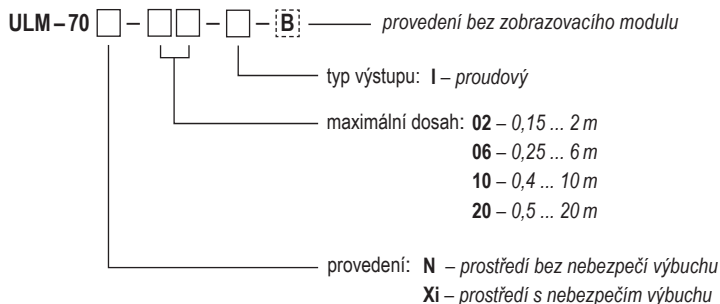 ULM – 70 □ – □□ – □ – B provedení bez zobrazovacího modulu
typ výstupu: I – proudový
maximální dosah: 02 – 0,15 ... 2 m
06 – 0,25 ... 6 m
10 – 0,4 ... 10 m
20 – 0,5 ... 20 m
provedení: N – prostředí bez nebezpečí výbuchu
Xi – prostředí s nebezpečím výbuchu